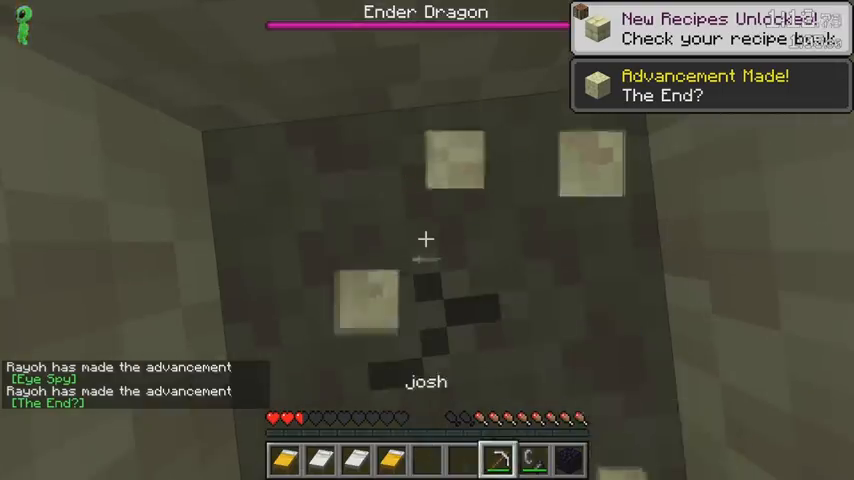 Ender Dragon
New Recipes Unlocked!
Check your recipe book
Advancement Made!
The End?
Rayoh has made the advancement
[Eye Spy]
Rayoh has made the advancement
[The End?]
josh